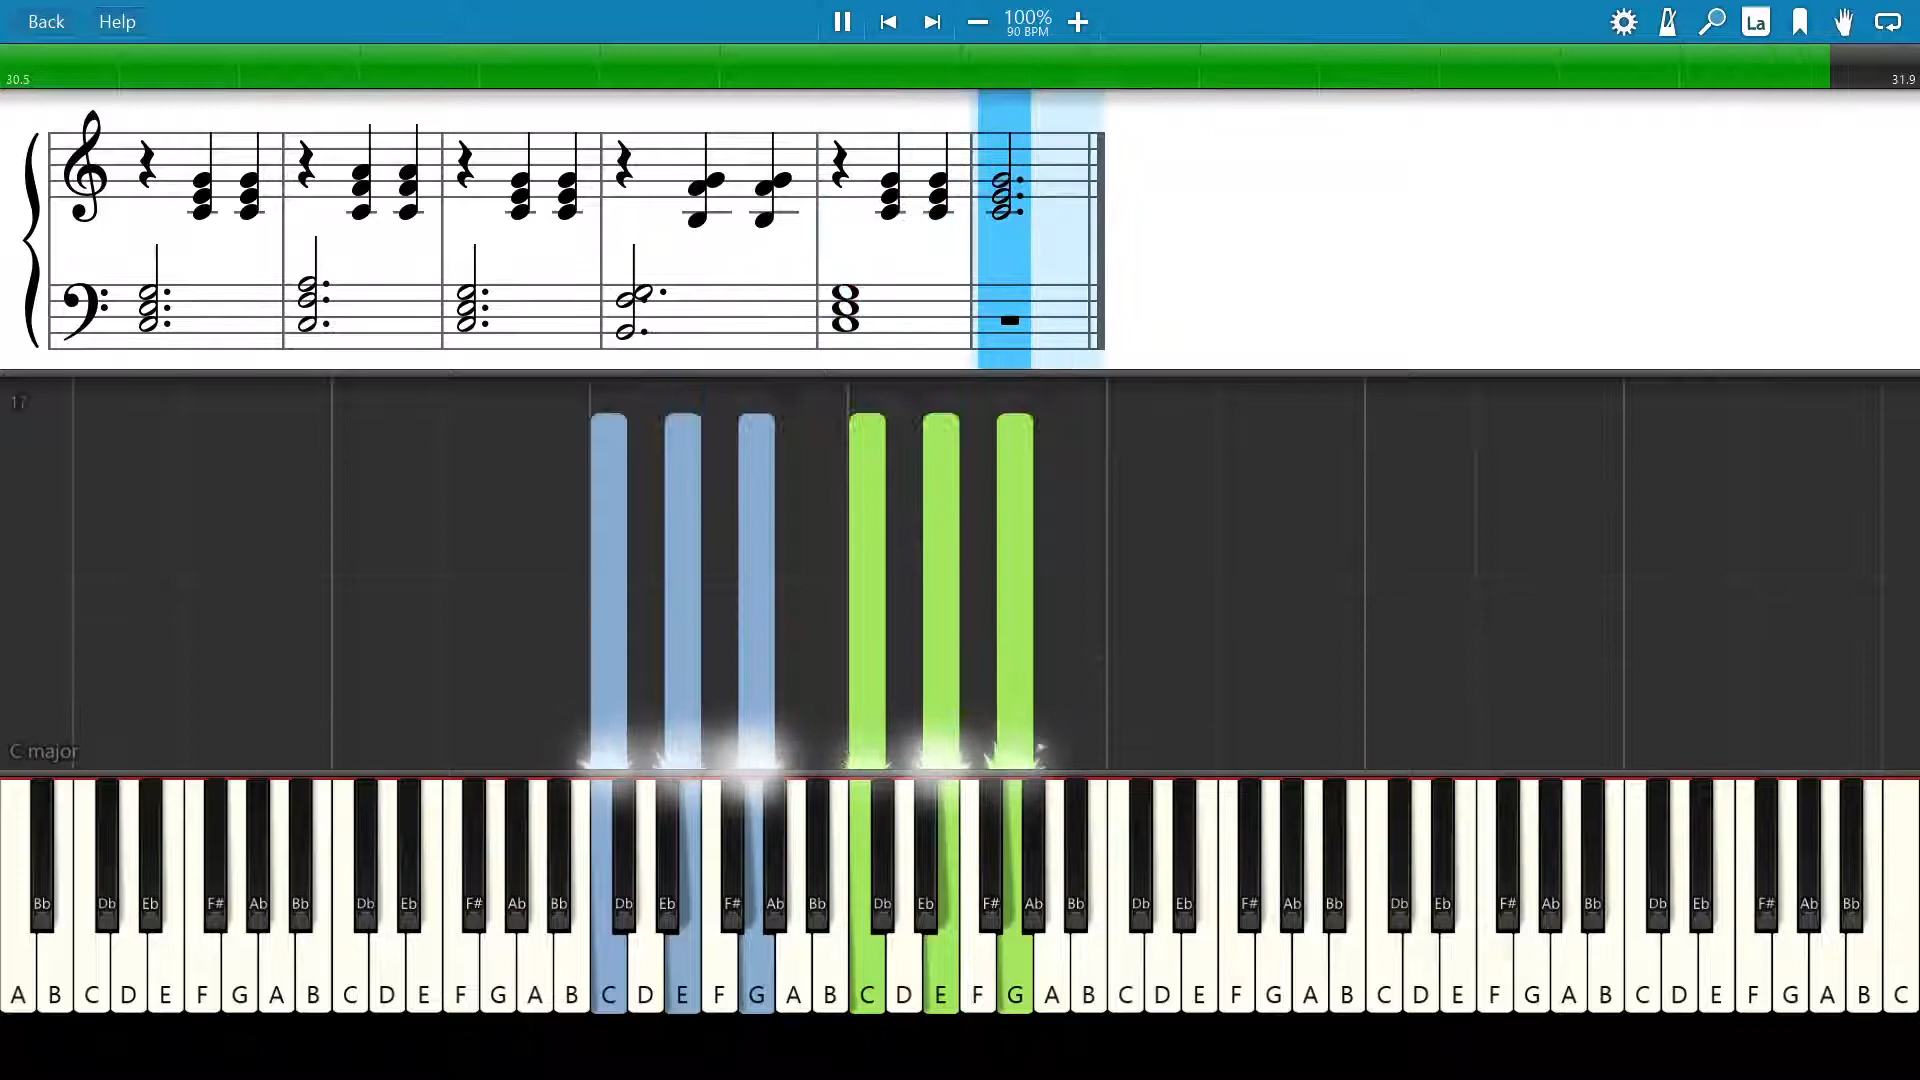 Back Help 100% La
90 BPM
30.5 31.9
17
C major
Bb Db Eb F# Ab Bb Db Eb F# Ab Bb Db Eb F# Ab Bb Db Eb F# Ab Bb Db Eb F# Ab Bb Db Eb F# Ab Bb Db Eb F# Ab Bb
A B C D E F G A B C D E F G A B C D E F G A B C D E F G A B C D E F G A B C D E F G A B C D E F G A B C